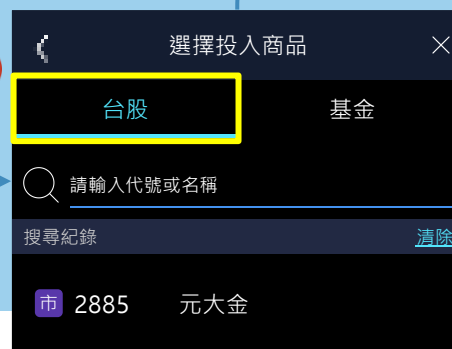 選擇投入商品
台股 基金
請輸入代號或名稱
搜尋紀錄 清除
市 2885 元大金